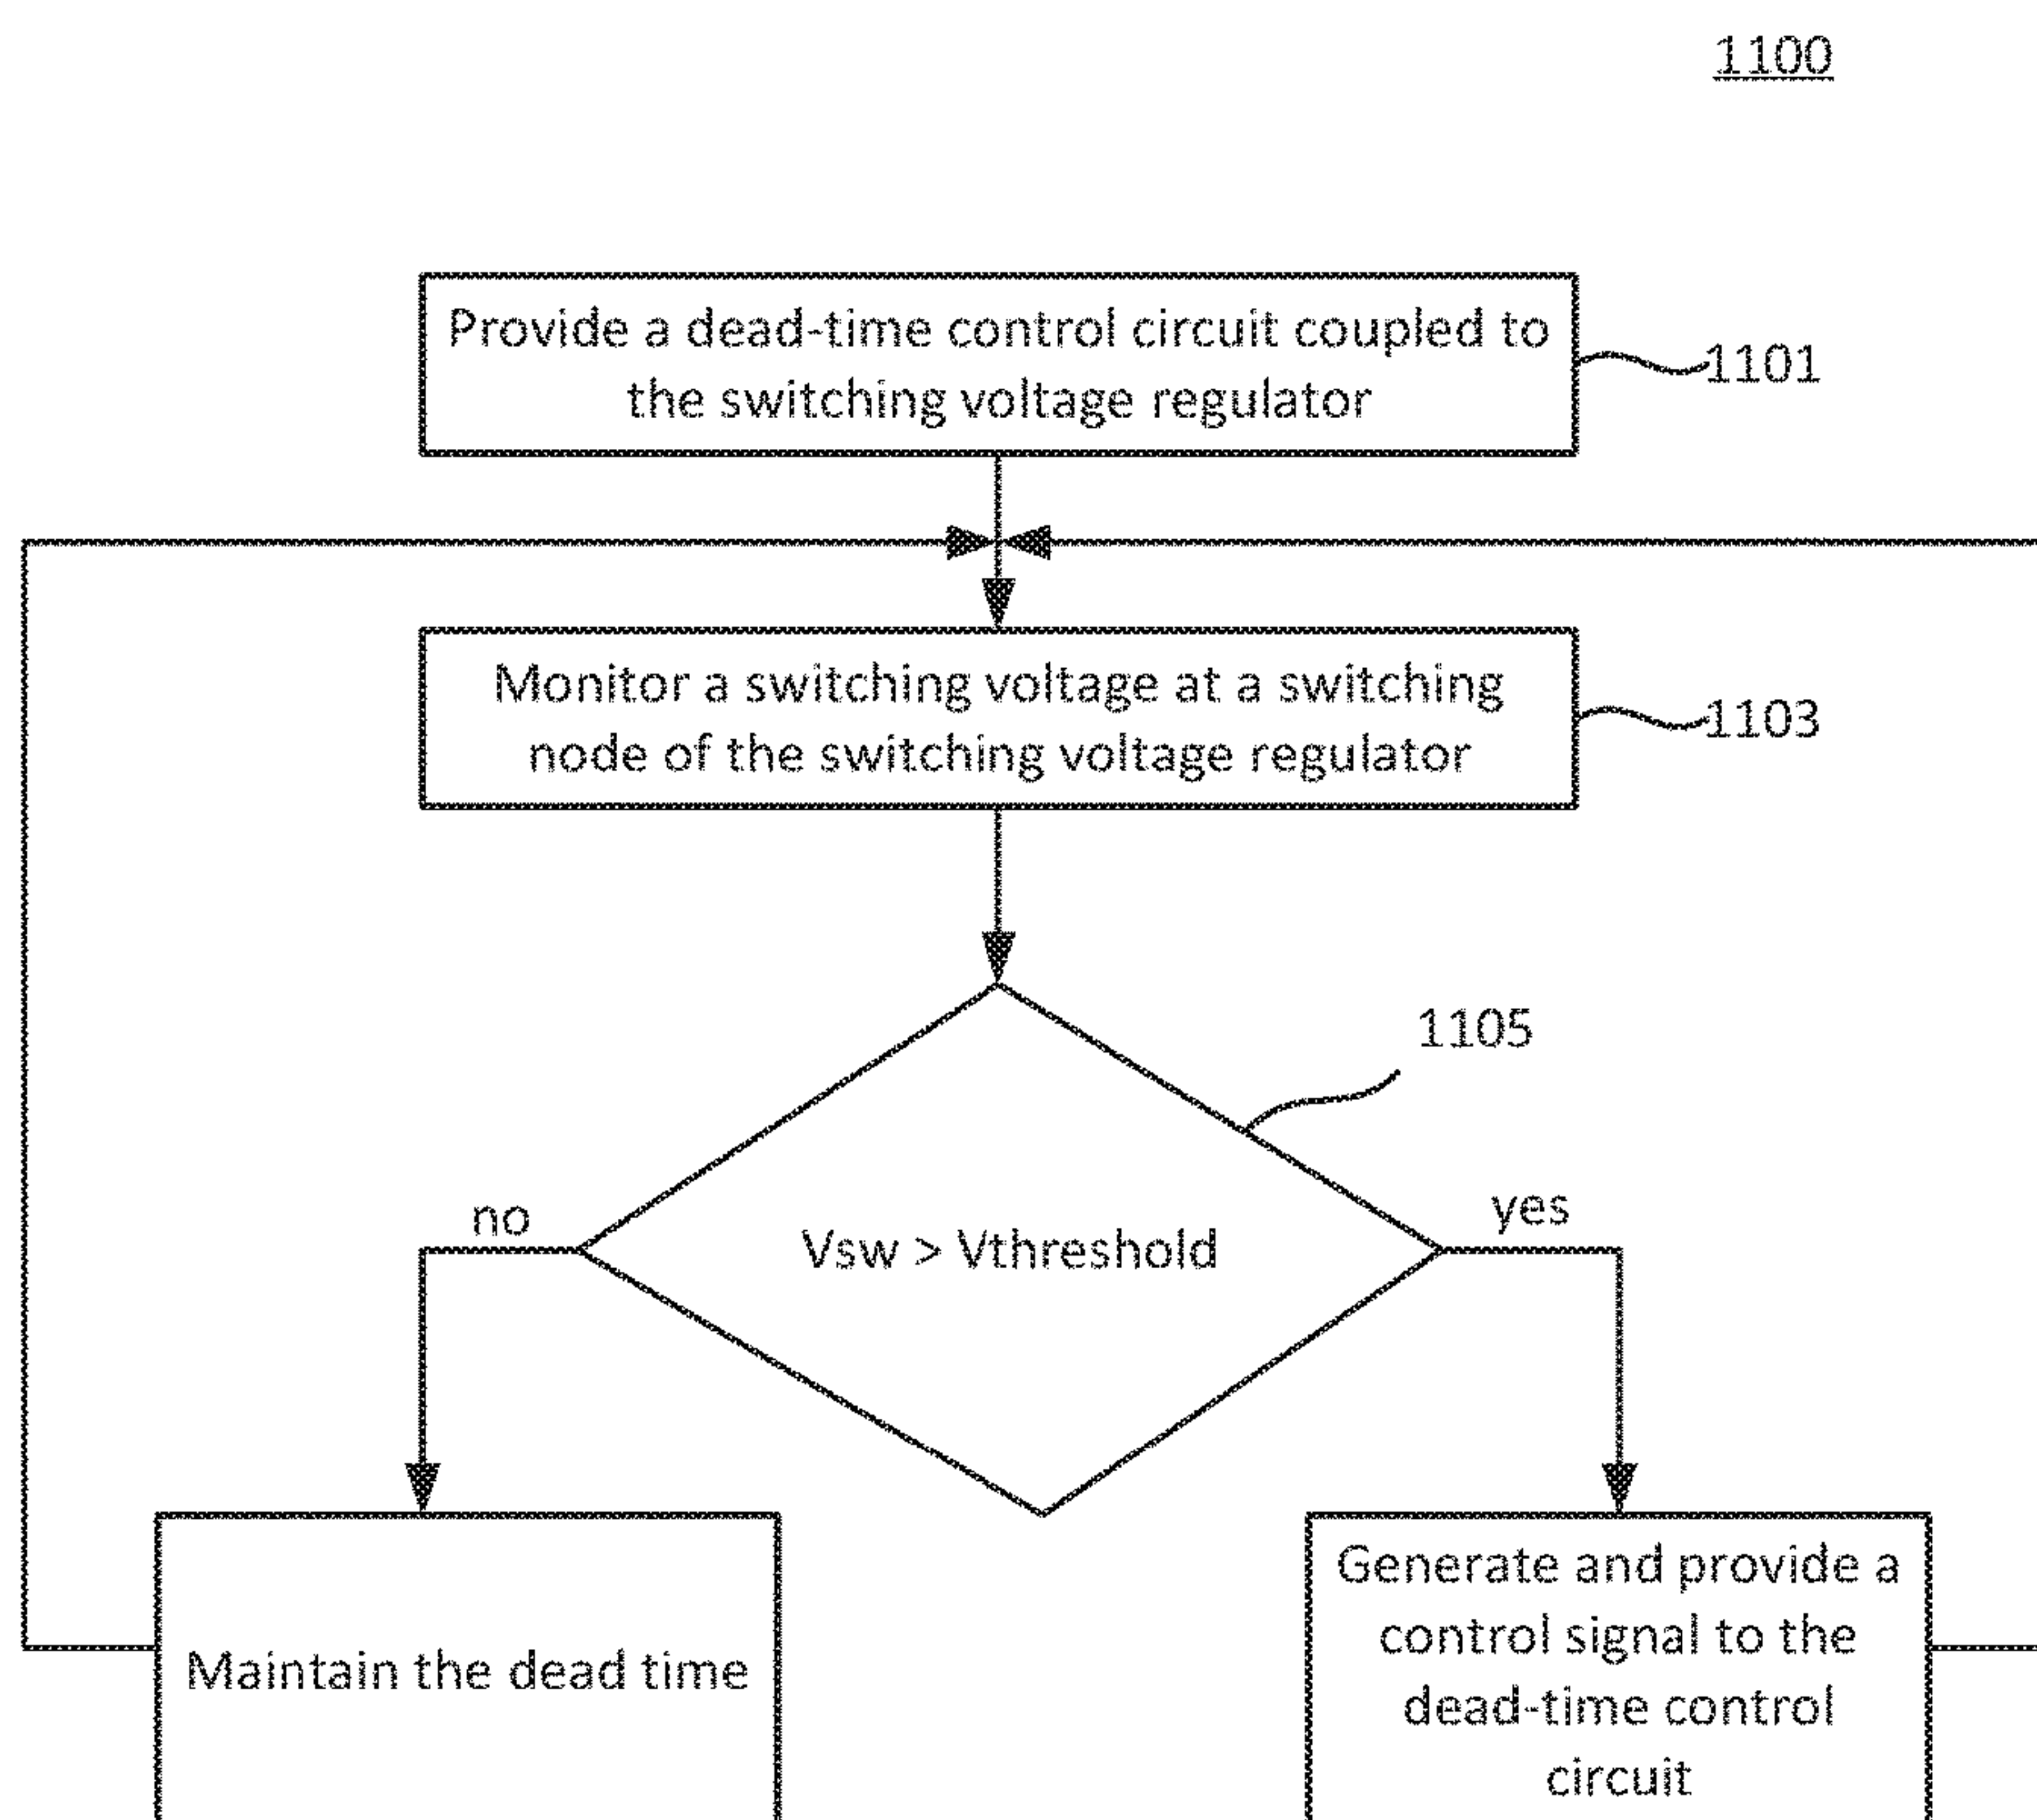 1100
Provide a dead-time control circuit coupled to
the switching voltage regulator
1101
Monitor a switching voltage at a switching
node of the switching voltage regulator
1103
1105
no
Vsw > Vthreshold
yes
Maintain the dead time
Generate and provide a
control signal to the
dead-time control
circuit